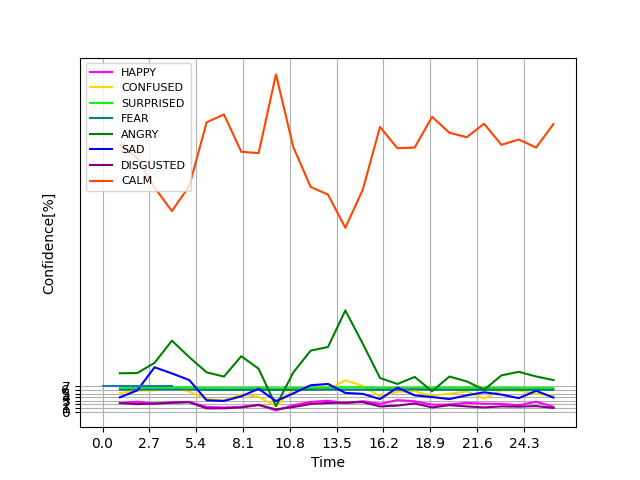 HAPPY
CONFUSED
SURPRISED
FEAR
ANGRY
SAD
DISGUSTED
CALM
Confidence[%]
7
0
0.0 2.7 5.4 8.1 10.8 13.5 16.2 18.9 21.6 24.3
Time